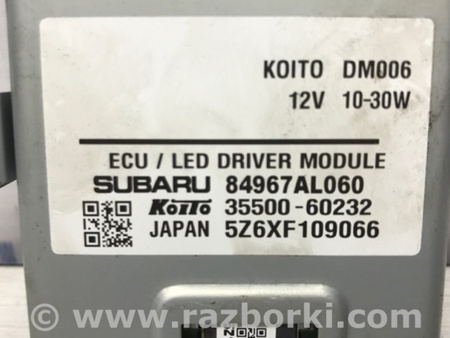 KOITO DM006
12V 10-30W
ECU / LED DRIVER MODULE
SUBARU 84967AL060
KOITO 35500-60232
JAPAN 5Z6XF109066
© www.razborki.com